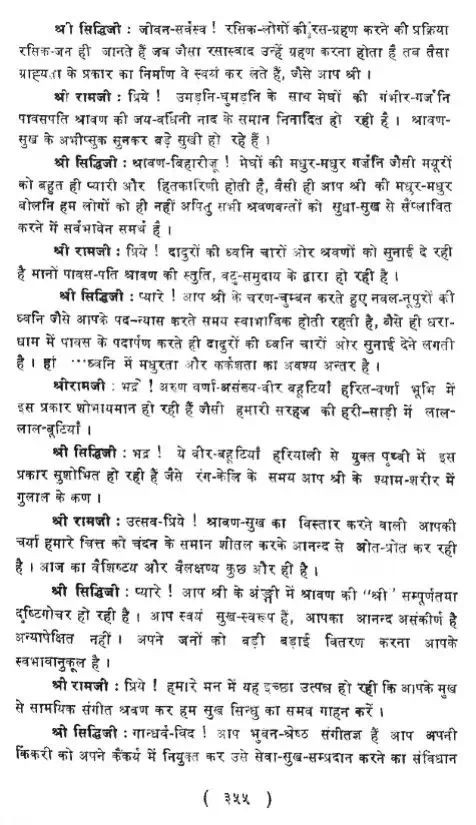 श्री सिद्धिजी : जीवन-सर्वस्व ! रसिक-लोगों की रस-ग्रहण करने की प्रक्रिया
रसिक-जन ही जानते हैं जब जैसा रसास्वाद उन्हें ग्रहण करना होता है तब तैसा
ग्राह्यता के प्रकार का निर्माण वे स्वयं कर लेते हैं, जैसे आप श्री ।
श्री रामजी : प्रिये ! उमड़नि-घुमड़नि के साथ मेघों की गंभीर-गर्जनि
पावसपति श्रावण की जय-वर्धिनी नाद के समान निनादित हो रही है । श्रावण-
सुख के अभीप्सुक सुनकर बड़े सुखी हो रहे हैं ।
श्री सिद्धिजी : श्रावण-बिहारीजू ! मेघों की मधुर-मधुर गर्जनि जैसी मयूरों
को बहुत ही प्यारी और हितकारिणी होती है, वैसी ही आप श्री की मधुर-मधुर
बोलनि हम लोगों को ही नहीं अपितु सभी श्रवणवन्तों को सुधा-सुख से संप्लावित
करने में सर्वभावेन समर्थ है ।
श्री रामजी : प्रिये ! दादुरों की ध्वनि चारों ओर श्रवणों को सुनाई दे रही
है मानों पावस-पति श्रावण की स्तुति, वटु-समुदाय के द्वारा हो रही है ।
श्री सिद्धिजी : प्यारे ! आप श्री के चरण-चुम्बन करते हुए नवल-नूपुरों की
ध्वनि जैसे आपके पद-न्यास करते समय स्वाभाविक होती रहती है, वैसे ही धरा-
धाम में पावस के पदार्पण करते ही दादुरों की ध्वनि चारों ओर सुनाई देने लगती
है । हां ...ध्वनि में मधुरता और कर्कशता का अवश्य अन्तर है ।
श्रीरामजी : भद्रे ! अरुण वर्णा-असंख्य-वीर बहूटियाँ हरित-वर्णा भूमि में
इस प्रकार शोभायमान हो रही हैं जैसी हमारी सरहज की हरी-साड़ी में लाल-
लाल-बूटियाँ ।
श्री सिद्धिजी : भद्र ! ये वीर-बहूटियाँ हरियाली से युक्त पृथ्वी में इस
प्रकार सुशोभित हो रही हैं जैसे रंग-केलि के समय आप श्री के श्याम-शरीर में
गुलाल के कण ।
श्री रामजी : उत्सव-प्रिये ! श्रावण-सुख का विस्तार करने वाली आपकी
चर्या हमारे चित्त को चंदन के समान शीतल करके आनन्द से ओत-प्रोत कर रही
है । आज का वैशिष्टय और वैलक्षण्य कुछ और ही है ।
श्री सिद्धिजी : प्यारे ! आप श्री के अंङ्गी में श्रावण की "श्री' सम्पूर्णतया
दृष्टिगोचर हो रही है । आप स्वयं सुख-स्वरूप हैं, आपका आनन्द असंकीर्ण है
अन्यापेक्षित नहीं । अपने जनों को बड़ी बड़ाई वितरण करना आपके
स्वभावानुकूल है ।
श्री रामजी : प्रिये ! हमारे मन में यह इच्छा उत्पन्न हो रही कि आपके मुख
से सामयिक संगीत श्रवण कर हम सुख सिन्धु का समव गाहन करें ।
श्री सिद्धिजी : गान्धर्व-विद ! आप भुवन-श्रेष्ठ संगीतज्ञ हैं आप अपनी
किंकरी को अपने कैंकर्य में नियुक्त कर उसे सेवा-सुख-सम्प्रदान करने का संविधान
( ३५५ )